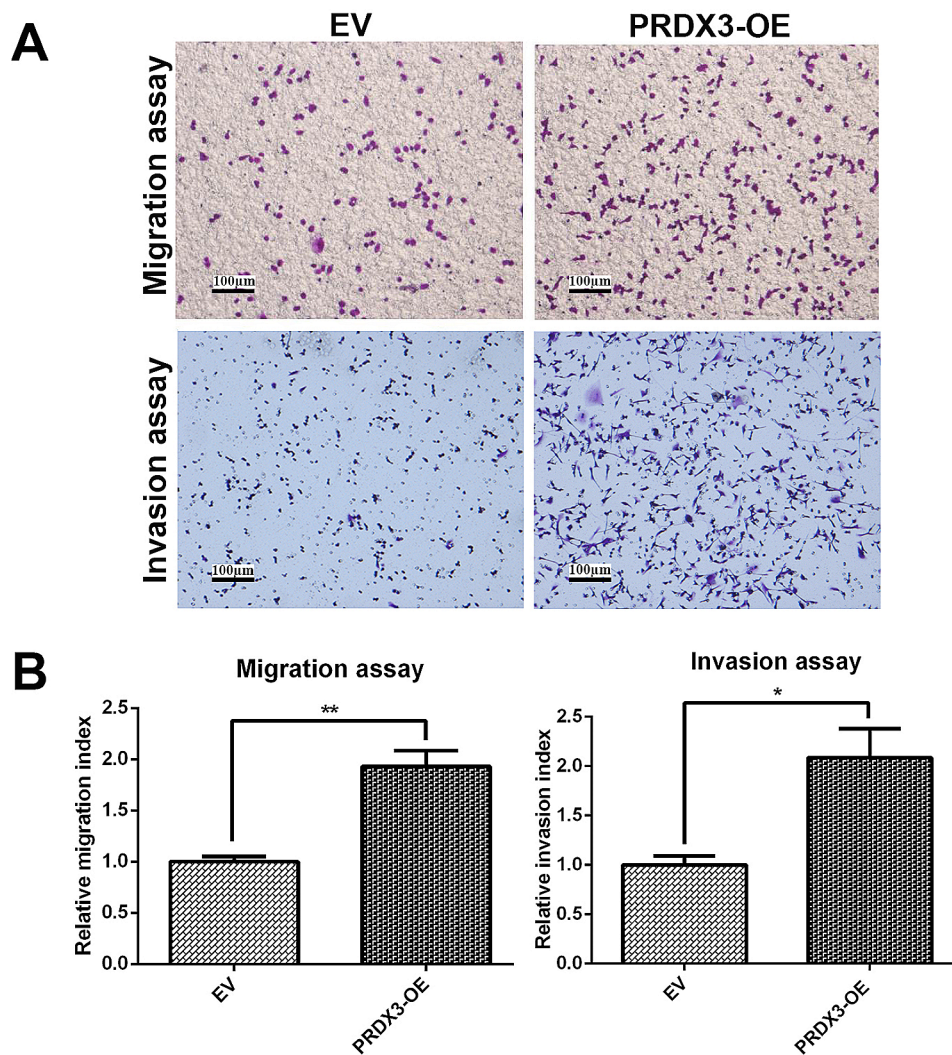 A
EV
PRDX3-OE
Migration assay
100μm
100μm
Invasion assay
100μm
100μm
B
Migration assay
Relative migration index
2.5
2.0
1.5
1.0
0.5
0.0
**
EV
PRDX3-OE
Invasion assay
Relative invasion index
2.5
2.0
1.5
1.0
0.5
0.0
*
EV
PRDX3-OE